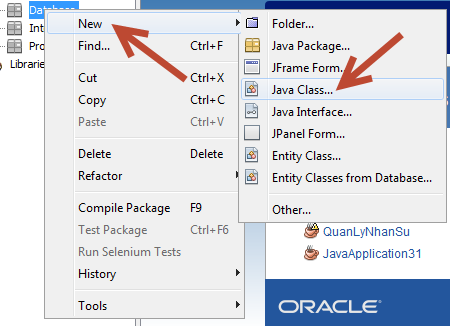 Database
Int
Pro
Librarie
New
Find... Ctrl+F
Cut Ctrl+X
Copy Ctrl+C
Paste Ctrl+V
Delete Delete
Refactor
Compile Package F9
Test Package Ctrl+F6
Run Selenium Tests
History
Tools
Folder...
Java Package...
JFrame Form...
Java Class...
Java Interface...
JPanel Form...
Entity Class...
Entity Classes from Database...
Other...
QuanLyNhanSu
JavaApplication31
ORACLE